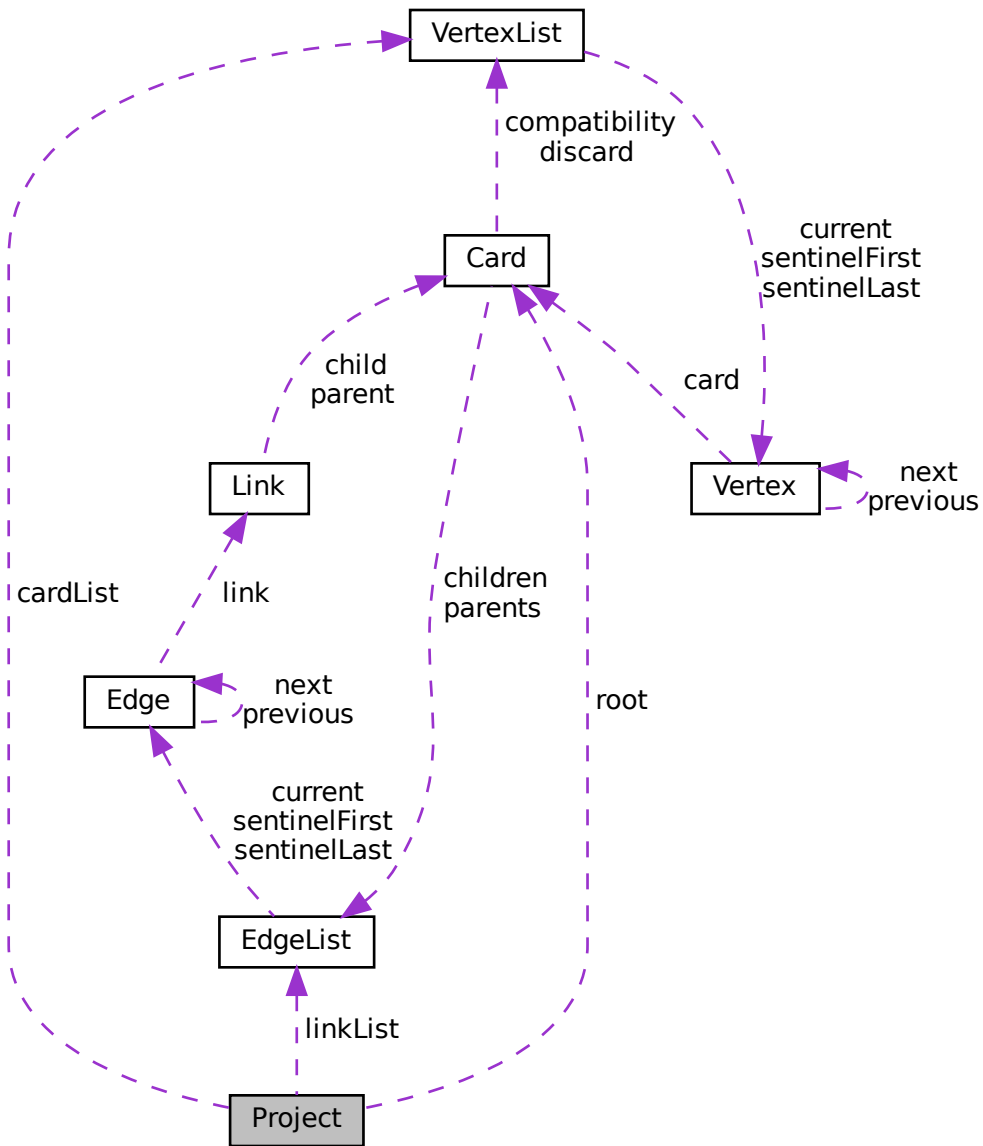 VertexList
compatibility
discard
current
sentinelFirst
sentinelLast
Card
child
parent
card
Link
Vertex
next
previous
cardList
link
children
parents
root
Edge
next
previous
current
sentinelFirst
sentinelLast
EdgeList
linkList
Project